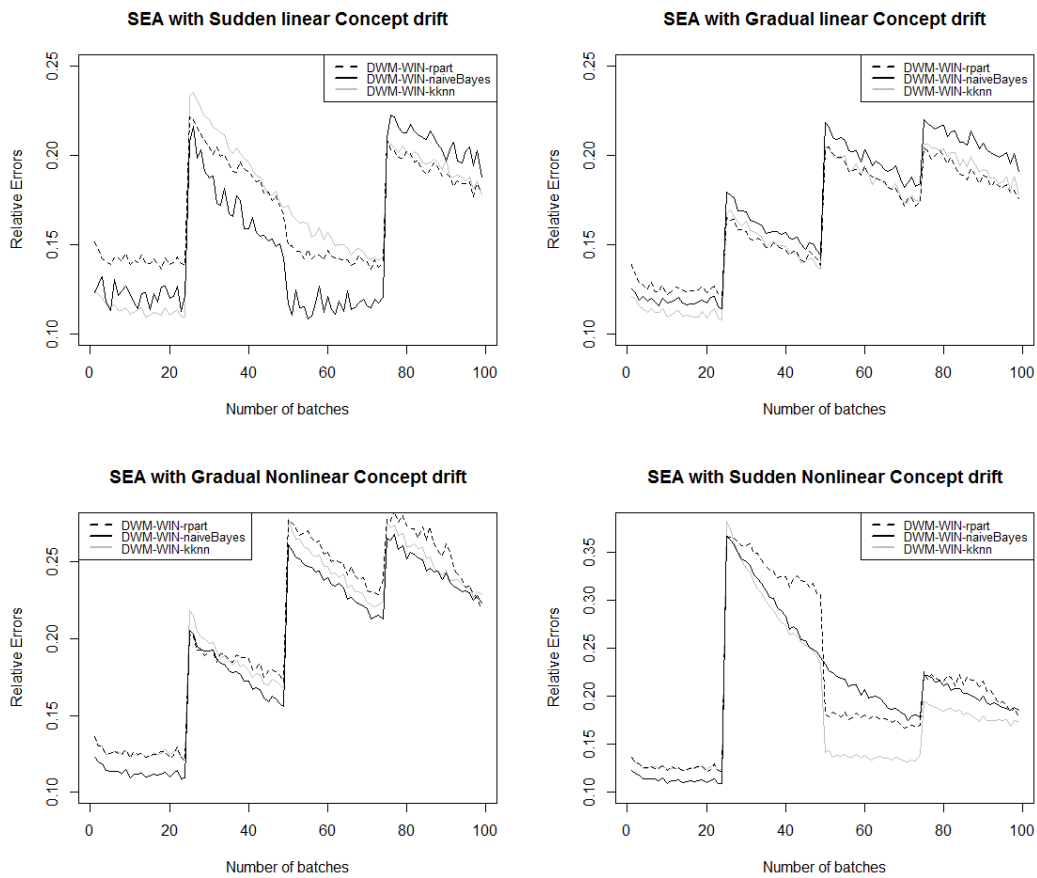 SEA with Sudden linear Concept drift
Relative Errors
0.25
0.20
0.15
0.10
DWM-WIN-rpart
DWM-WIN-naiveBayes
DWM-WIN-kknn
0 20 40 60 80 100
Number of batches
SEA with Gradual linear Concept drift
Relative Errors
0.25
0.20
0.15
0.10
DWM-WIN-rpart
DWM-WIN-naiveBayes
DWM-WIN-kknn
0 20 40 60 80 100
Number of batches
SEA with Gradual Nonlinear Concept drift
Relative Errors
0.25
0.20
0.15
0.10
DWM-WIN-rpart
DWM-WIN-naiveBayes
DWM-WIN-kknn
0 20 40 60 80 100
Number of batches
SEA with Sudden Nonlinear Concept drift
Relative Errors
0.35
0.30
0.25
0.20
0.15
0.10
DWM-WIN-rpart
DWM-WIN-naiveBayes
DWM-WIN-kknn
0 20 40 60 80 100
Number of batches